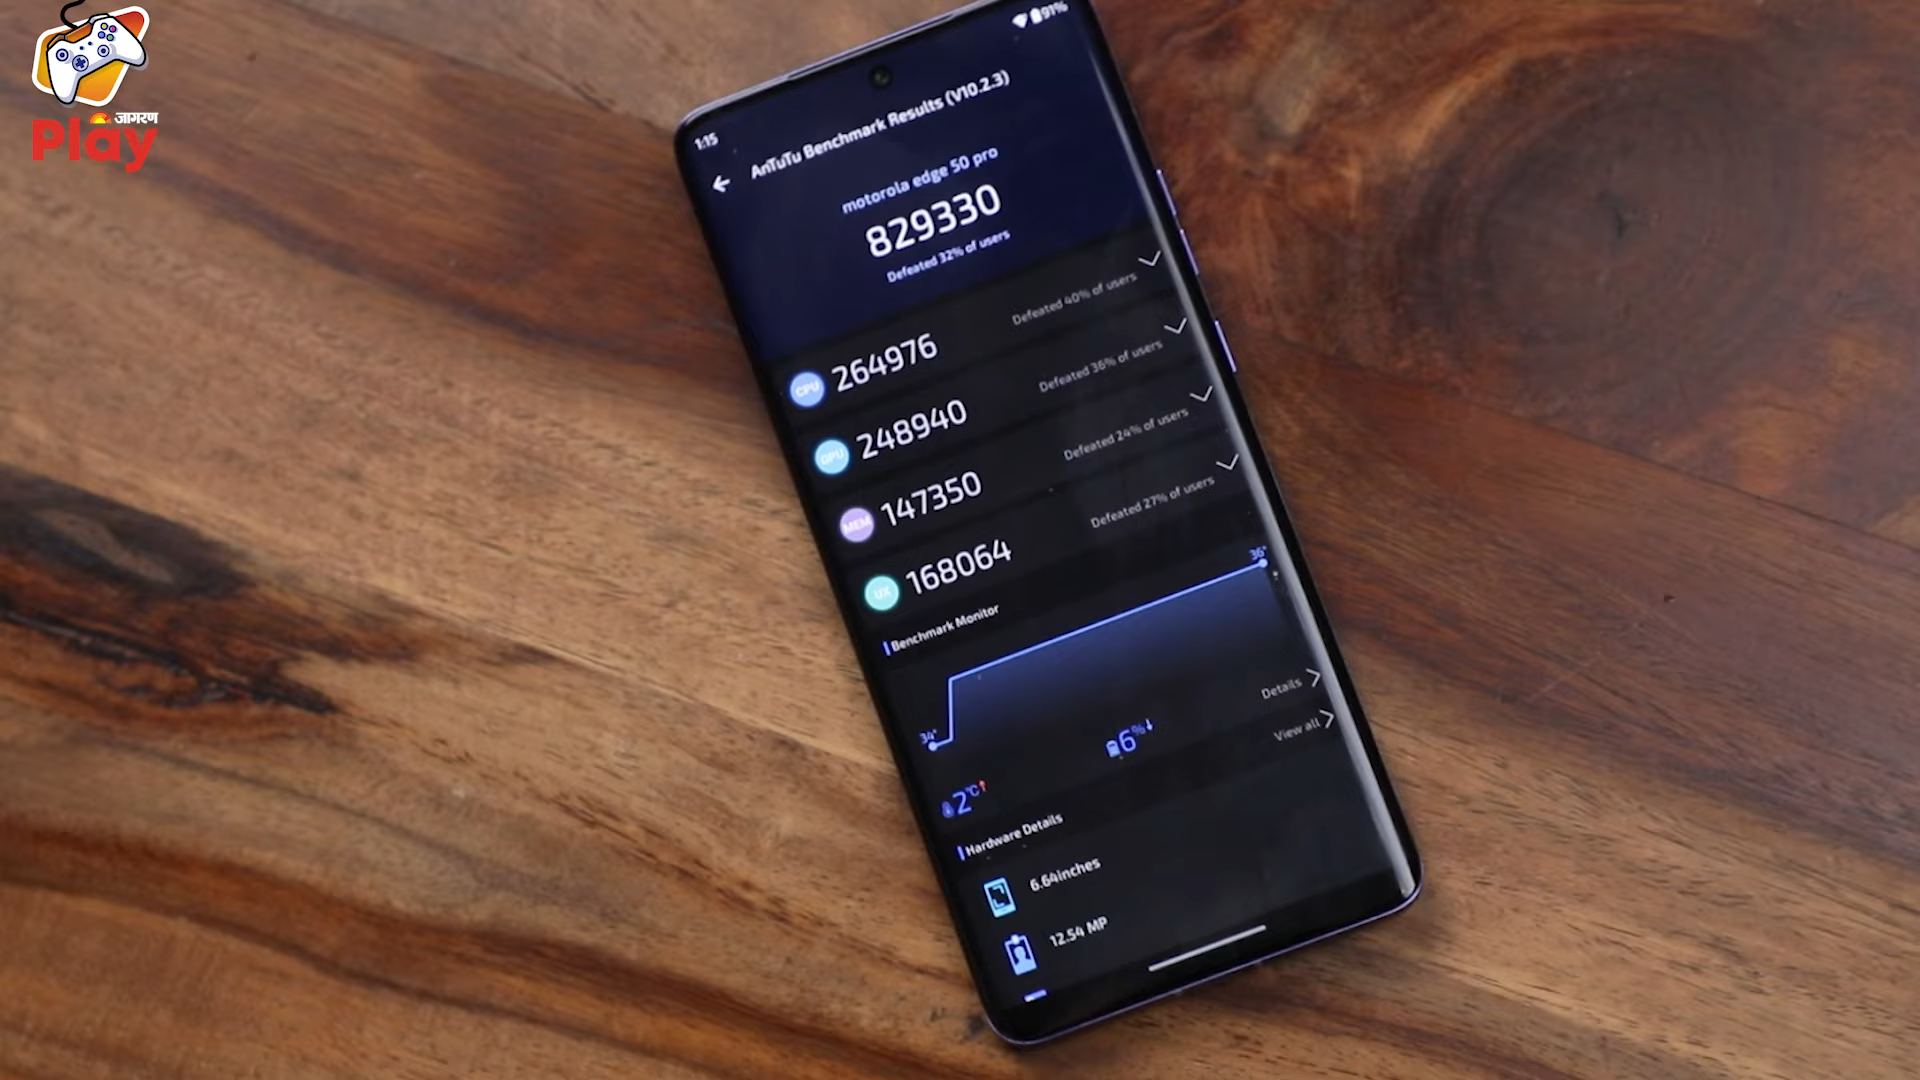 जागरण
Play
1:15
91%
AnTuTu Benchmark Results (V10.2.3)
motorola edge 50 pro
829330
Defeated 32% of users
CPU 264976 Defeated 40% of users
GPU 248940 Defeated 36% of users
MEM 147350 Defeated 24% of users
UX 168064 Defeated 27% of users
Benchmark Monitor
36°
34°
2℃↑
6%↓
Details
Hardware Details
View all
6.64inches
12.54 MP